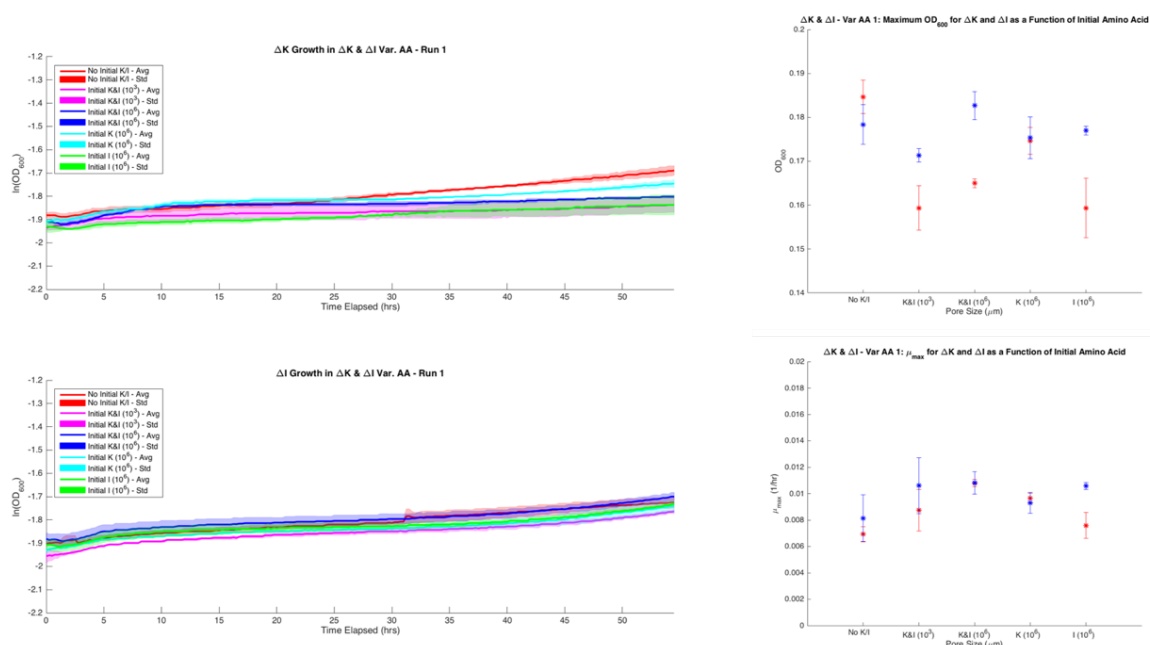 ΔK Growth in ΔK & ΔI Var. AA - Run 1
-1.2
-1.3
-1.4
-1.5
-1.6
-1.7
-1.8
-1.9
-2
-2.1
-2.2
ln(OD₆₀₀)
No Initial K/I - Avg
No Initial K/I - Std
Initial K&I (10³) - Avg
Initial K&I (10³) - Std
Initial K&I (10⁶) - Avg
Initial K&I (10⁶) - Std
Initial K (10⁶) - Avg
Initial K (10⁶) - Std
Initial I (10⁶) - Avg
Initial I (10⁶) - Std
0 5 10 15 20 25 30 35 40 45 50
Time Elapsed (hrs)
ΔK & ΔI - Var AA 1: Maximum OD₆₀₀ for ΔK and ΔI as a Function of Initial Amino Acid
0.2
0.19
0.18
0.17
0.16
0.15
0.14
OD₆₀₀
No K/I K&I (10³) K&I (10⁶) K (10⁶) I (10⁶)
Pore Size (μm)
ΔI Growth in ΔK & ΔI Var. AA - Run 1
-1.2
-1.3
-1.4
-1.5
-1.6
-1.7
-1.8
-1.9
-2
-2.1
-2.2
ln(OD₆₀₀)
No Initial K/I - Avg
No Initial K/I - Std
Initial K&I (10³) - Avg
Initial K&I (10³) - Std
Initial K&I (10⁶) - Avg
Initial K&I (10⁶) - Std
Initial K (10⁶) - Avg
Initial K (10⁶) - Std
Initial I (10⁶) - Avg
Initial I (10⁶) - Std
0 5 10 15 20 25 30 35 40 45 50
Time Elapsed (hrs)
ΔK & ΔI - Var AA 1: μmax for ΔK and ΔI as a Function of Initial Amino Acid
0.02
0.018
0.016
0.014
0.012
0.01
0.008
0.006
0.004
0.002
0
μmax (1/hr)
No K/I K&I (10³) K&I (10⁶) K (10⁶) I (10⁶)
Pore Size (μm)